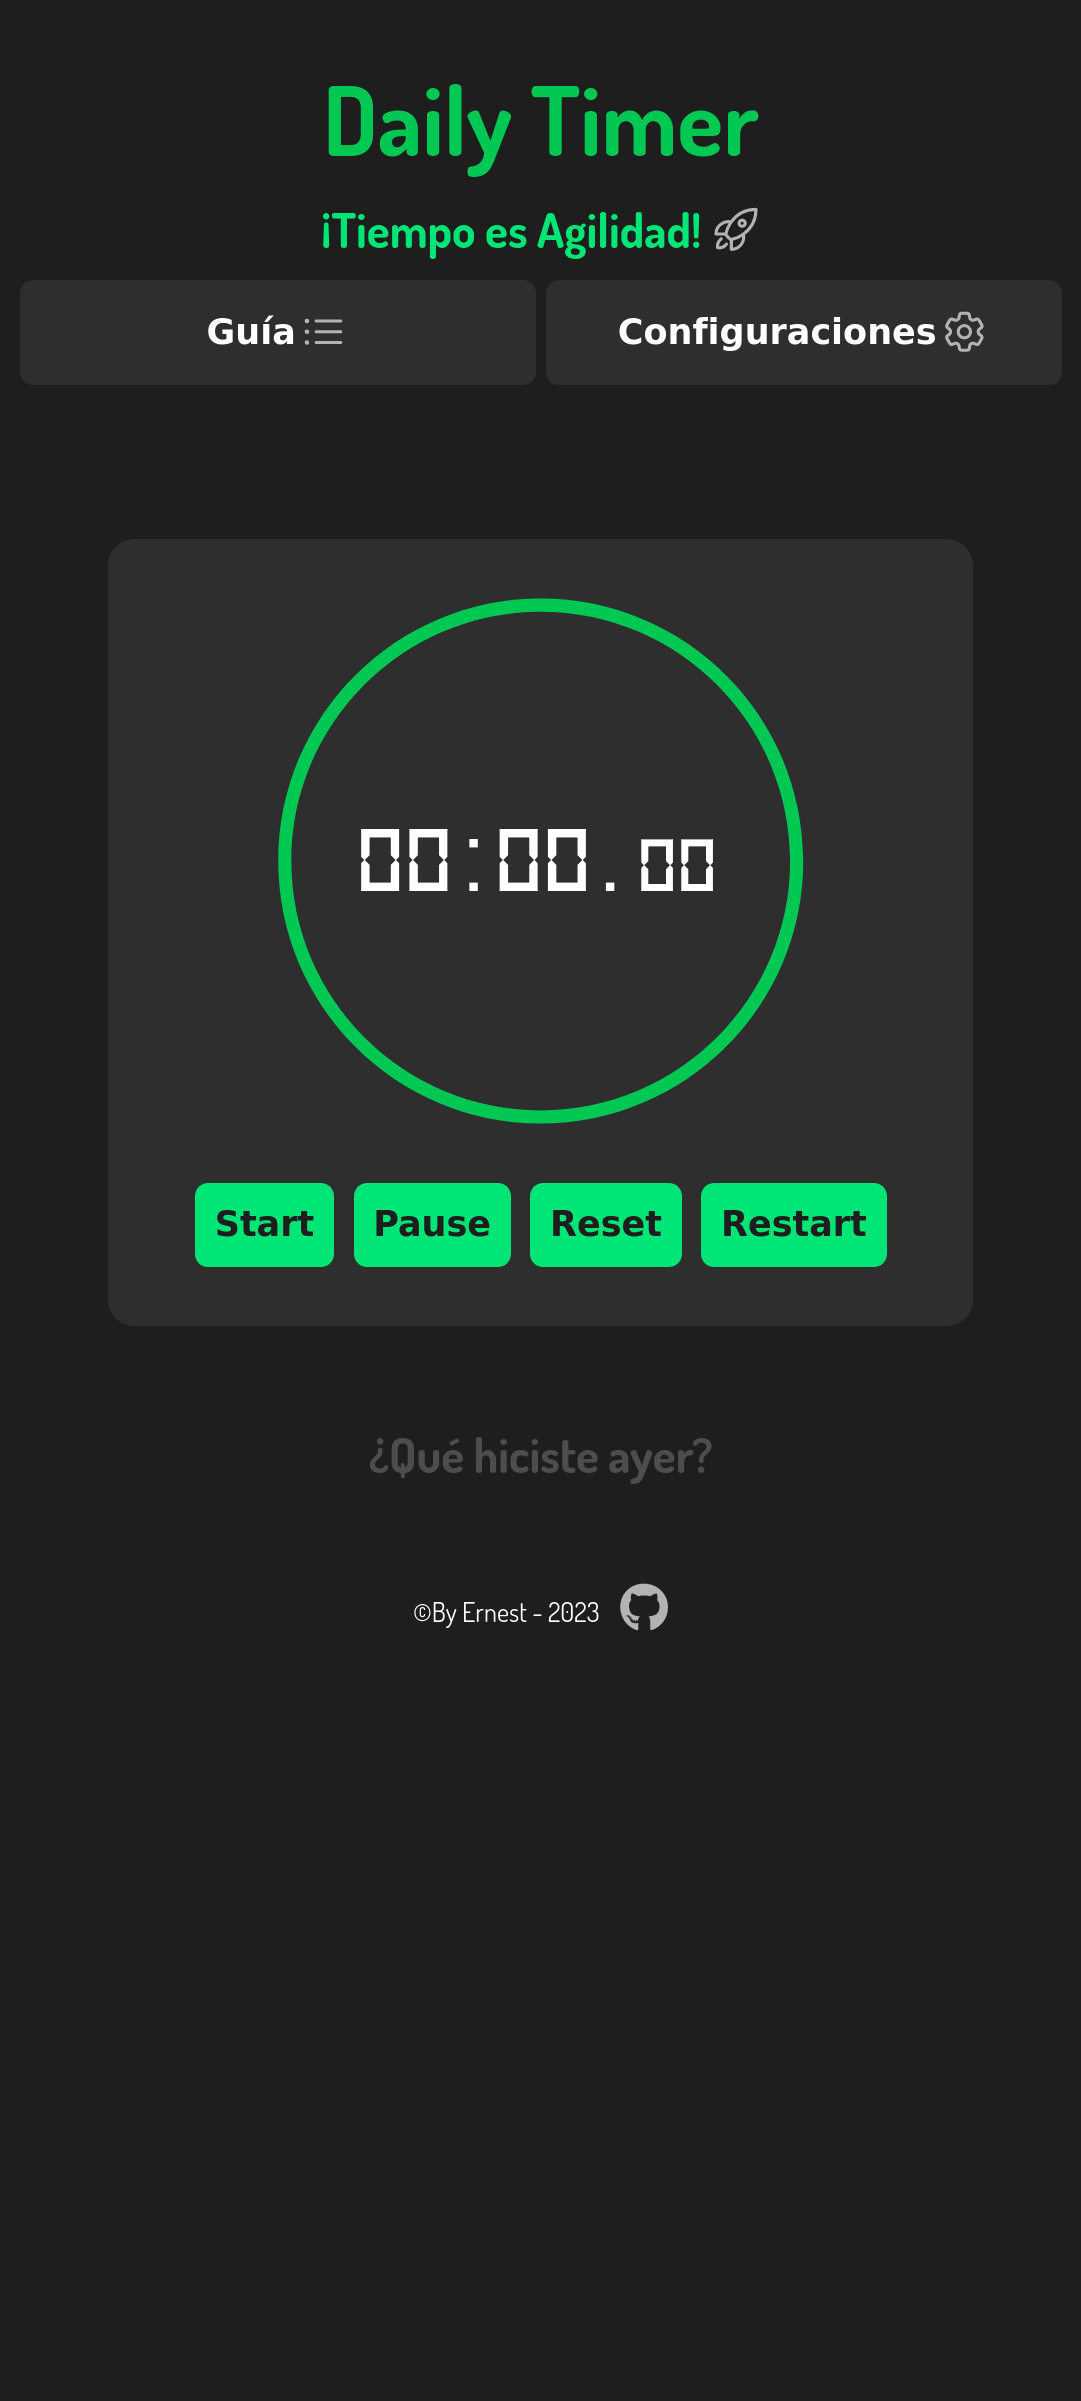 Daily Timer
¡Tiempo es Agilidad!
Guía
Configuraciones
00:00.00
Start
Pause
Reset
Restart
¿Qué hiciste ayer?
©By Ernest - 2023